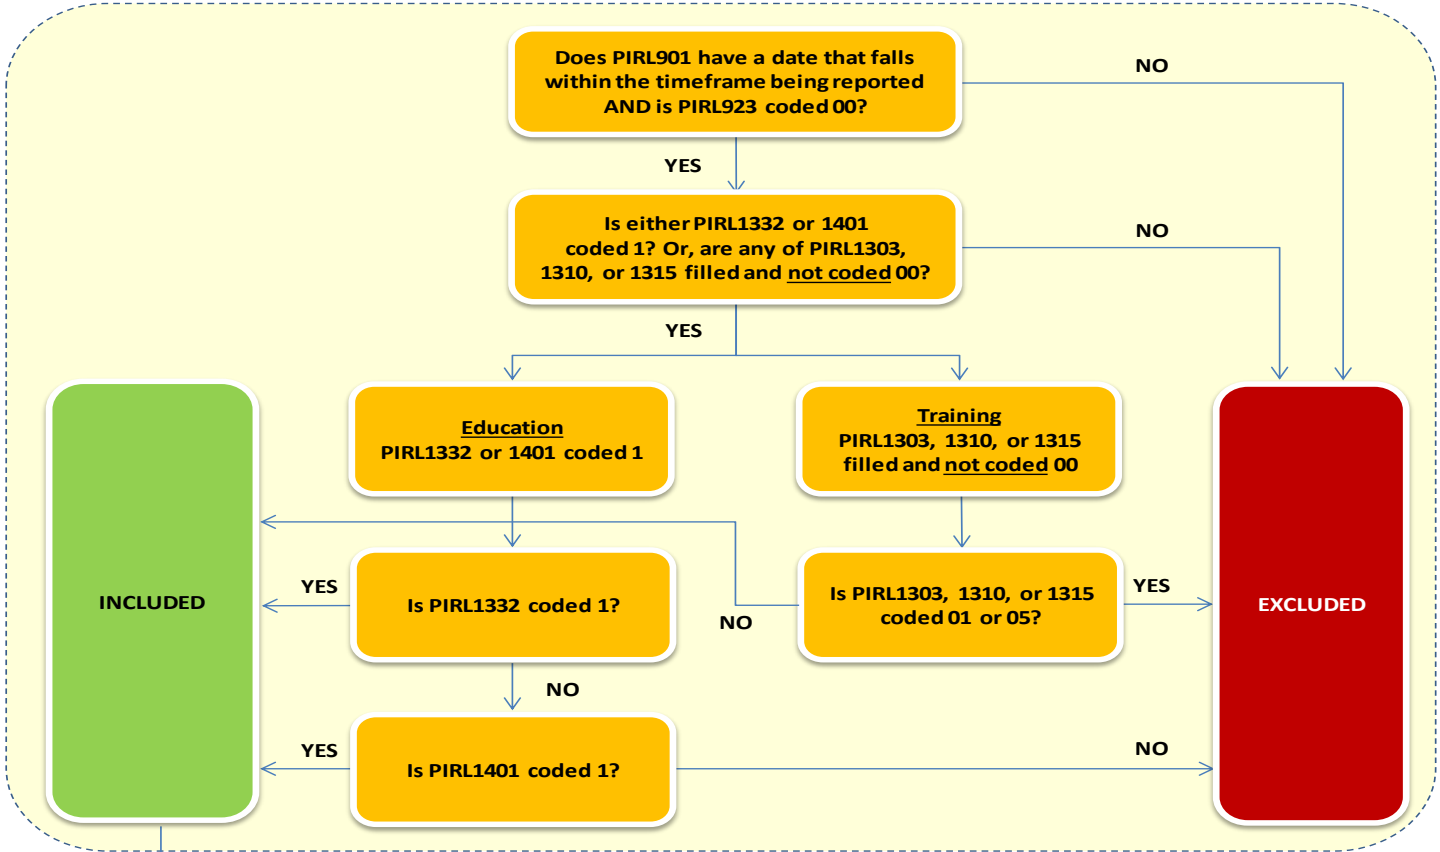 Does PIRL901 have a date that falls
within the timeframe being reported
AND is PIRL923 coded 00?
NO
YES
Is either PIRL1332 or 1401
coded 1? Or, are any of PIRL1303,
1310, or 1315 filled and not coded 00?
NO
YES
Education
PIRL1332 or 1401 coded 1
Training
PIRL1303, 1310, or 1315
filled and not coded 00
INCLUDED
YES
Is PIRL1332 coded 1?
NO
Is PIRL1303, 1310, or 1315
coded 01 or 05?
YES
EXCLUDED
NO
YES
Is PIRL1401 coded 1?
NO